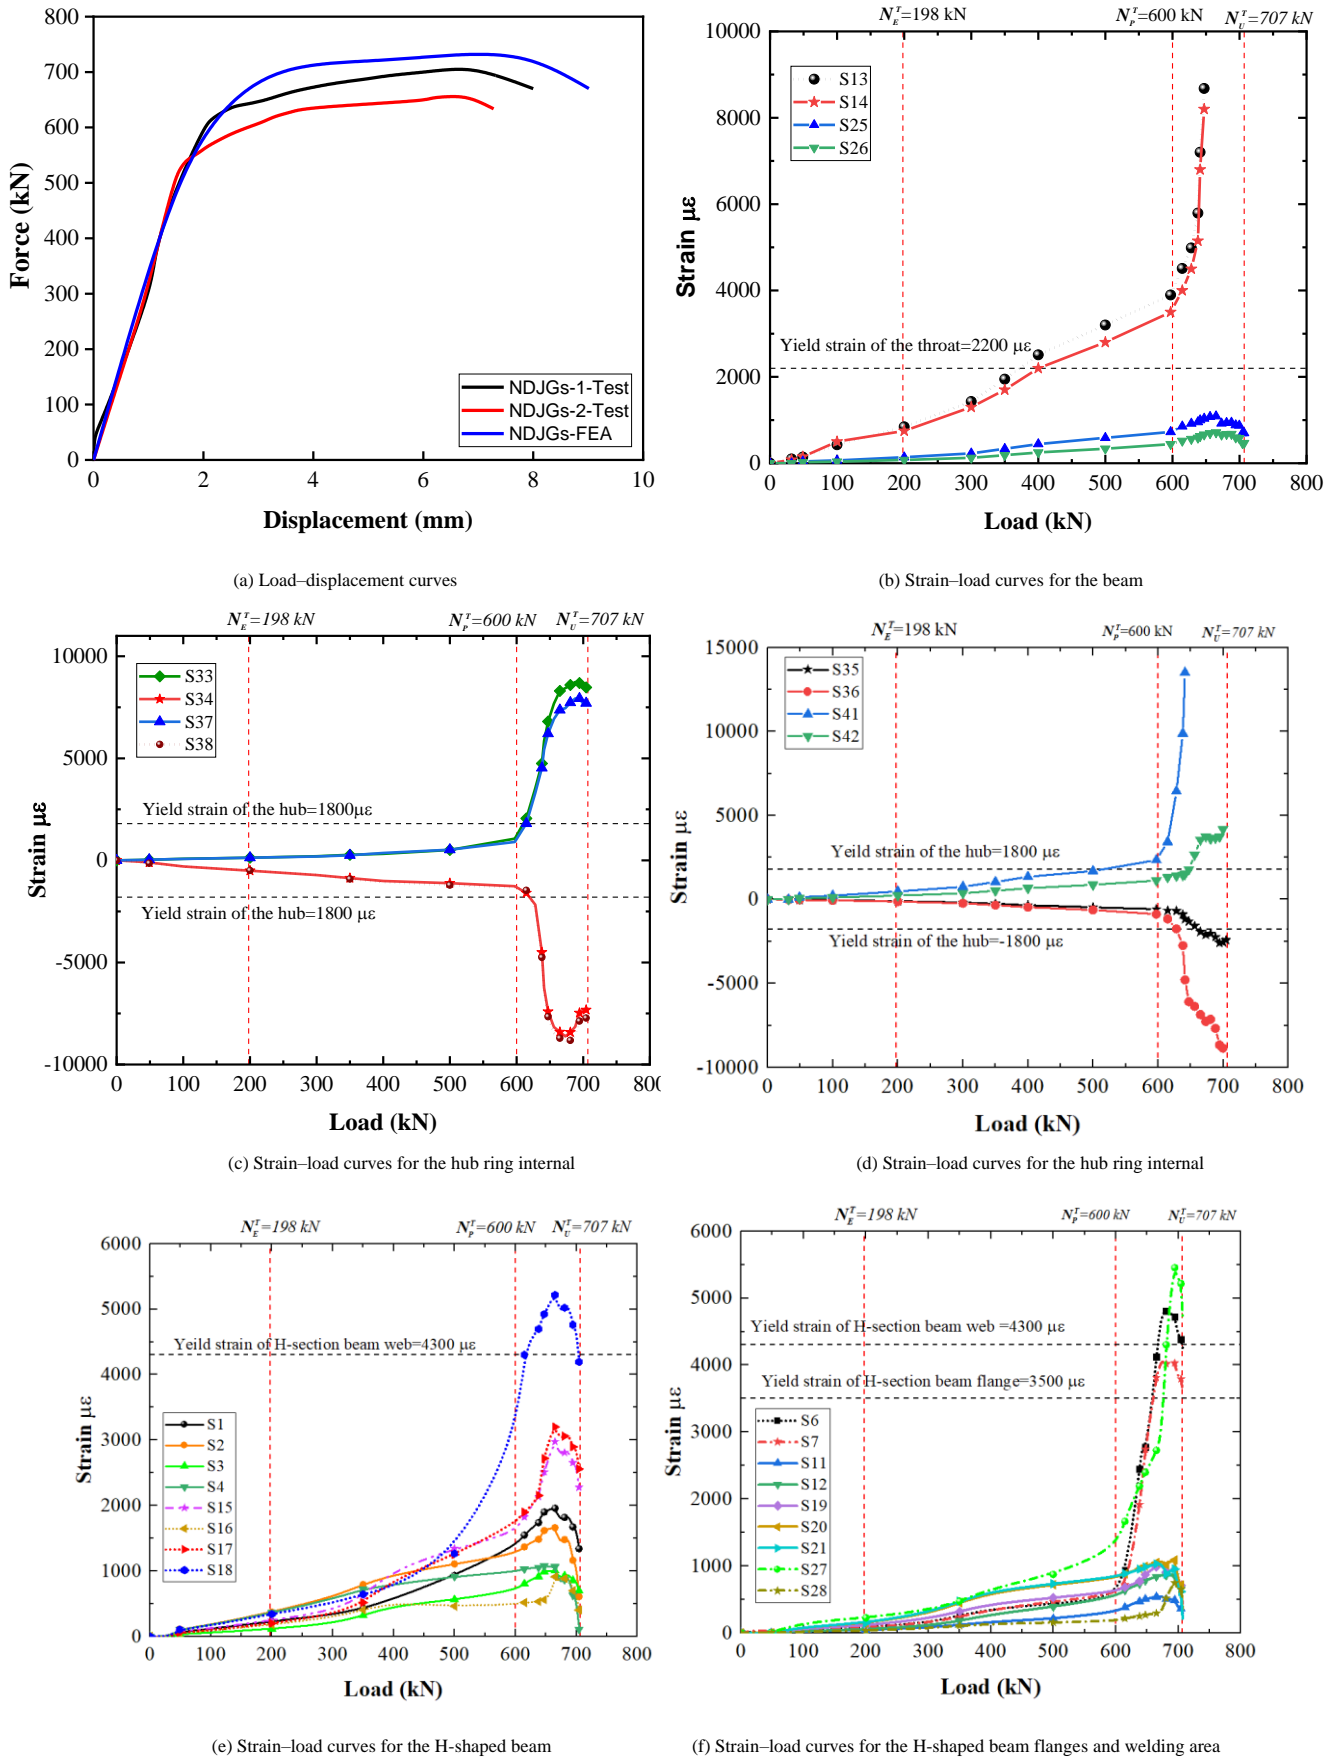 800
700
600
500
400
300
200
100
0
Force (kN)
NDJGs-1-Test
NDJGs-2-Test
NDJGs-FEA
0 2 4 6 8 10
Displacement (mm)
(a) Load–displacement curves
N_E^T=198 kN N_P^T=600 kN N_U^T=707 kN
10000
8000
6000
4000
2000
0
Strain με
S13
S14
S25
S26
Yield strain of the throat=2200 με
0 100 200 300 400 500 600 700 800
Load (kN)
(b) Strain–load curves for the beam
N_E^T=198 kN N_P^T=600 kN N_U^T=707 kN
10000
5000
0
-5000
-10000
Strain με
S33
S34
S37
S38
Yield strain of the hub=1800με
Yield strain of the hub=1800 με
0 100 200 300 400 500 600 700 800
Load (kN)
(c) Strain–load curves for the hub ring internal
N_E^T=198 kN N_P^T=600 kN N_U^T=707 kN
15000
10000
5000
0
-5000
-10000
Strain με
S35
S36
S41
S42
Yeild strain of the hub=1800 με
Yield strain of the hub=-1800 με
0 100 200 300 400 500 600 700 800
Load (kN)
(d) Strain–load curves for the hub ring internal
N_E^T=198 kN N_P^T=600 kN N_U^T=707 kN
6000
5000
4000
3000
2000
1000
0
Strain με
Yeild strain of H-section beam web=4300 με
S1
S2
S3
S4
S15
S16
S17
S18
0 100 200 300 400 500 600 700 800
Load (kN)
(e) Strain–load curves for the H-shaped beam
N_E^T=198 kN N_P^T=600 kN N_U^T=707 kN
6000
5000
4000
3000
2000
1000
0
Strain με
Yield strain of H-section beam web =4300 με
Yield strain of H-section beam flange=3500 με
S6
S7
S11
S12
S19
S20
S21
S27
S28
0 100 200 300 400 500 600 700 800
Load (kN)
(f) Strain–load curves for the H-shaped beam flanges and welding area